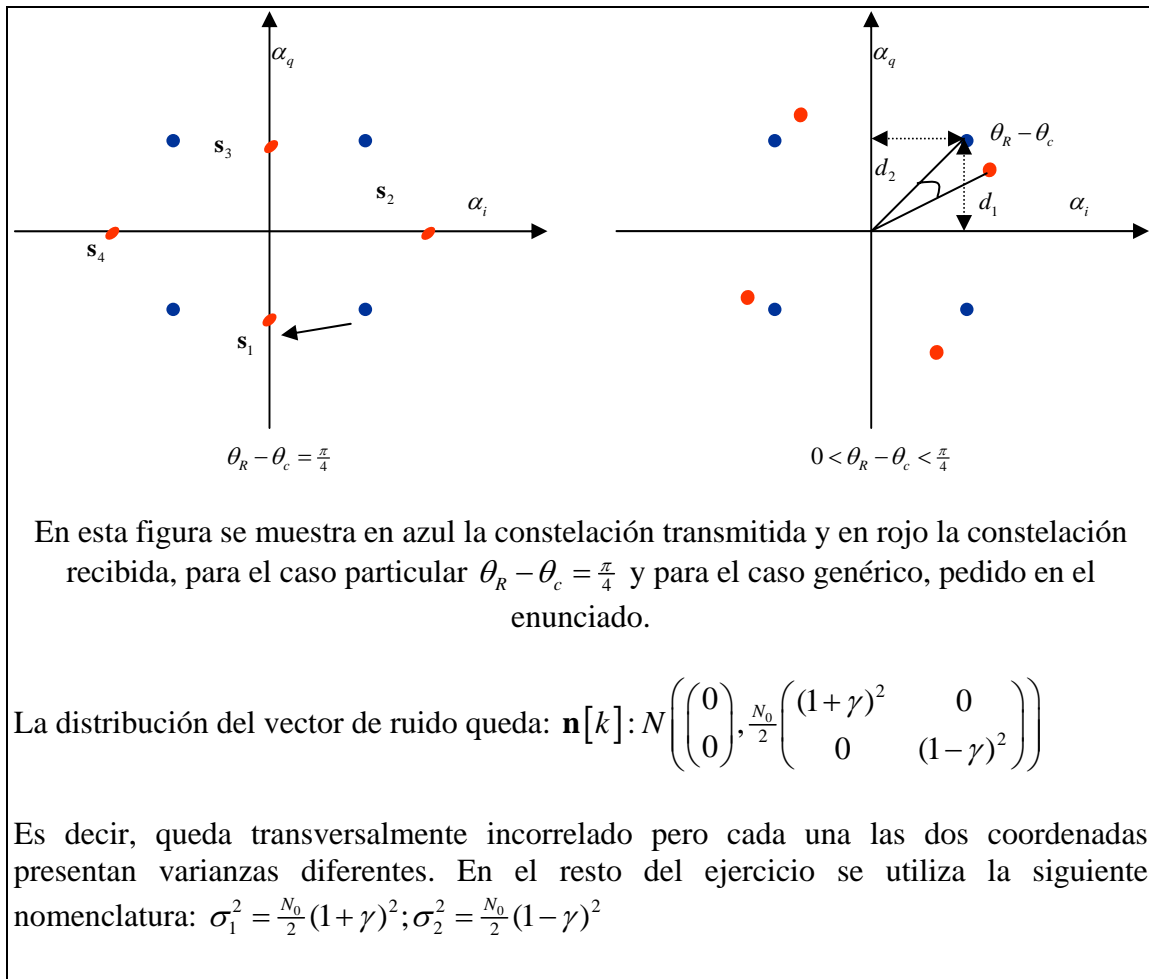 α_q α_q
s_3 θ_R − θ_c
s_2 d_2
α_i d_1 α_i
s_4
s_1
θ_R − θ_c = π/4 0 < θ_R − θ_c < π/4
En esta figura se muestra en azul la constelación transmitida y en rojo la constelación
recibida, para el caso particular θ_R − θ_c = π/4 y para el caso genérico, pedido en el
enunciado.
La distribución del vector de ruido queda: n[k]: N((0 0), N_0/2 ((1+γ)² 0 0 (1−γ)²))
Es decir, queda transversalmente incorrelado pero cada una las dos coordenadas
presentan varianzas diferentes. En el resto del ejercicio se utiliza la siguiente
nomenclatura: σ_1² = N_0/2 (1+γ)²; σ_2² = N_0/2 (1−γ)²